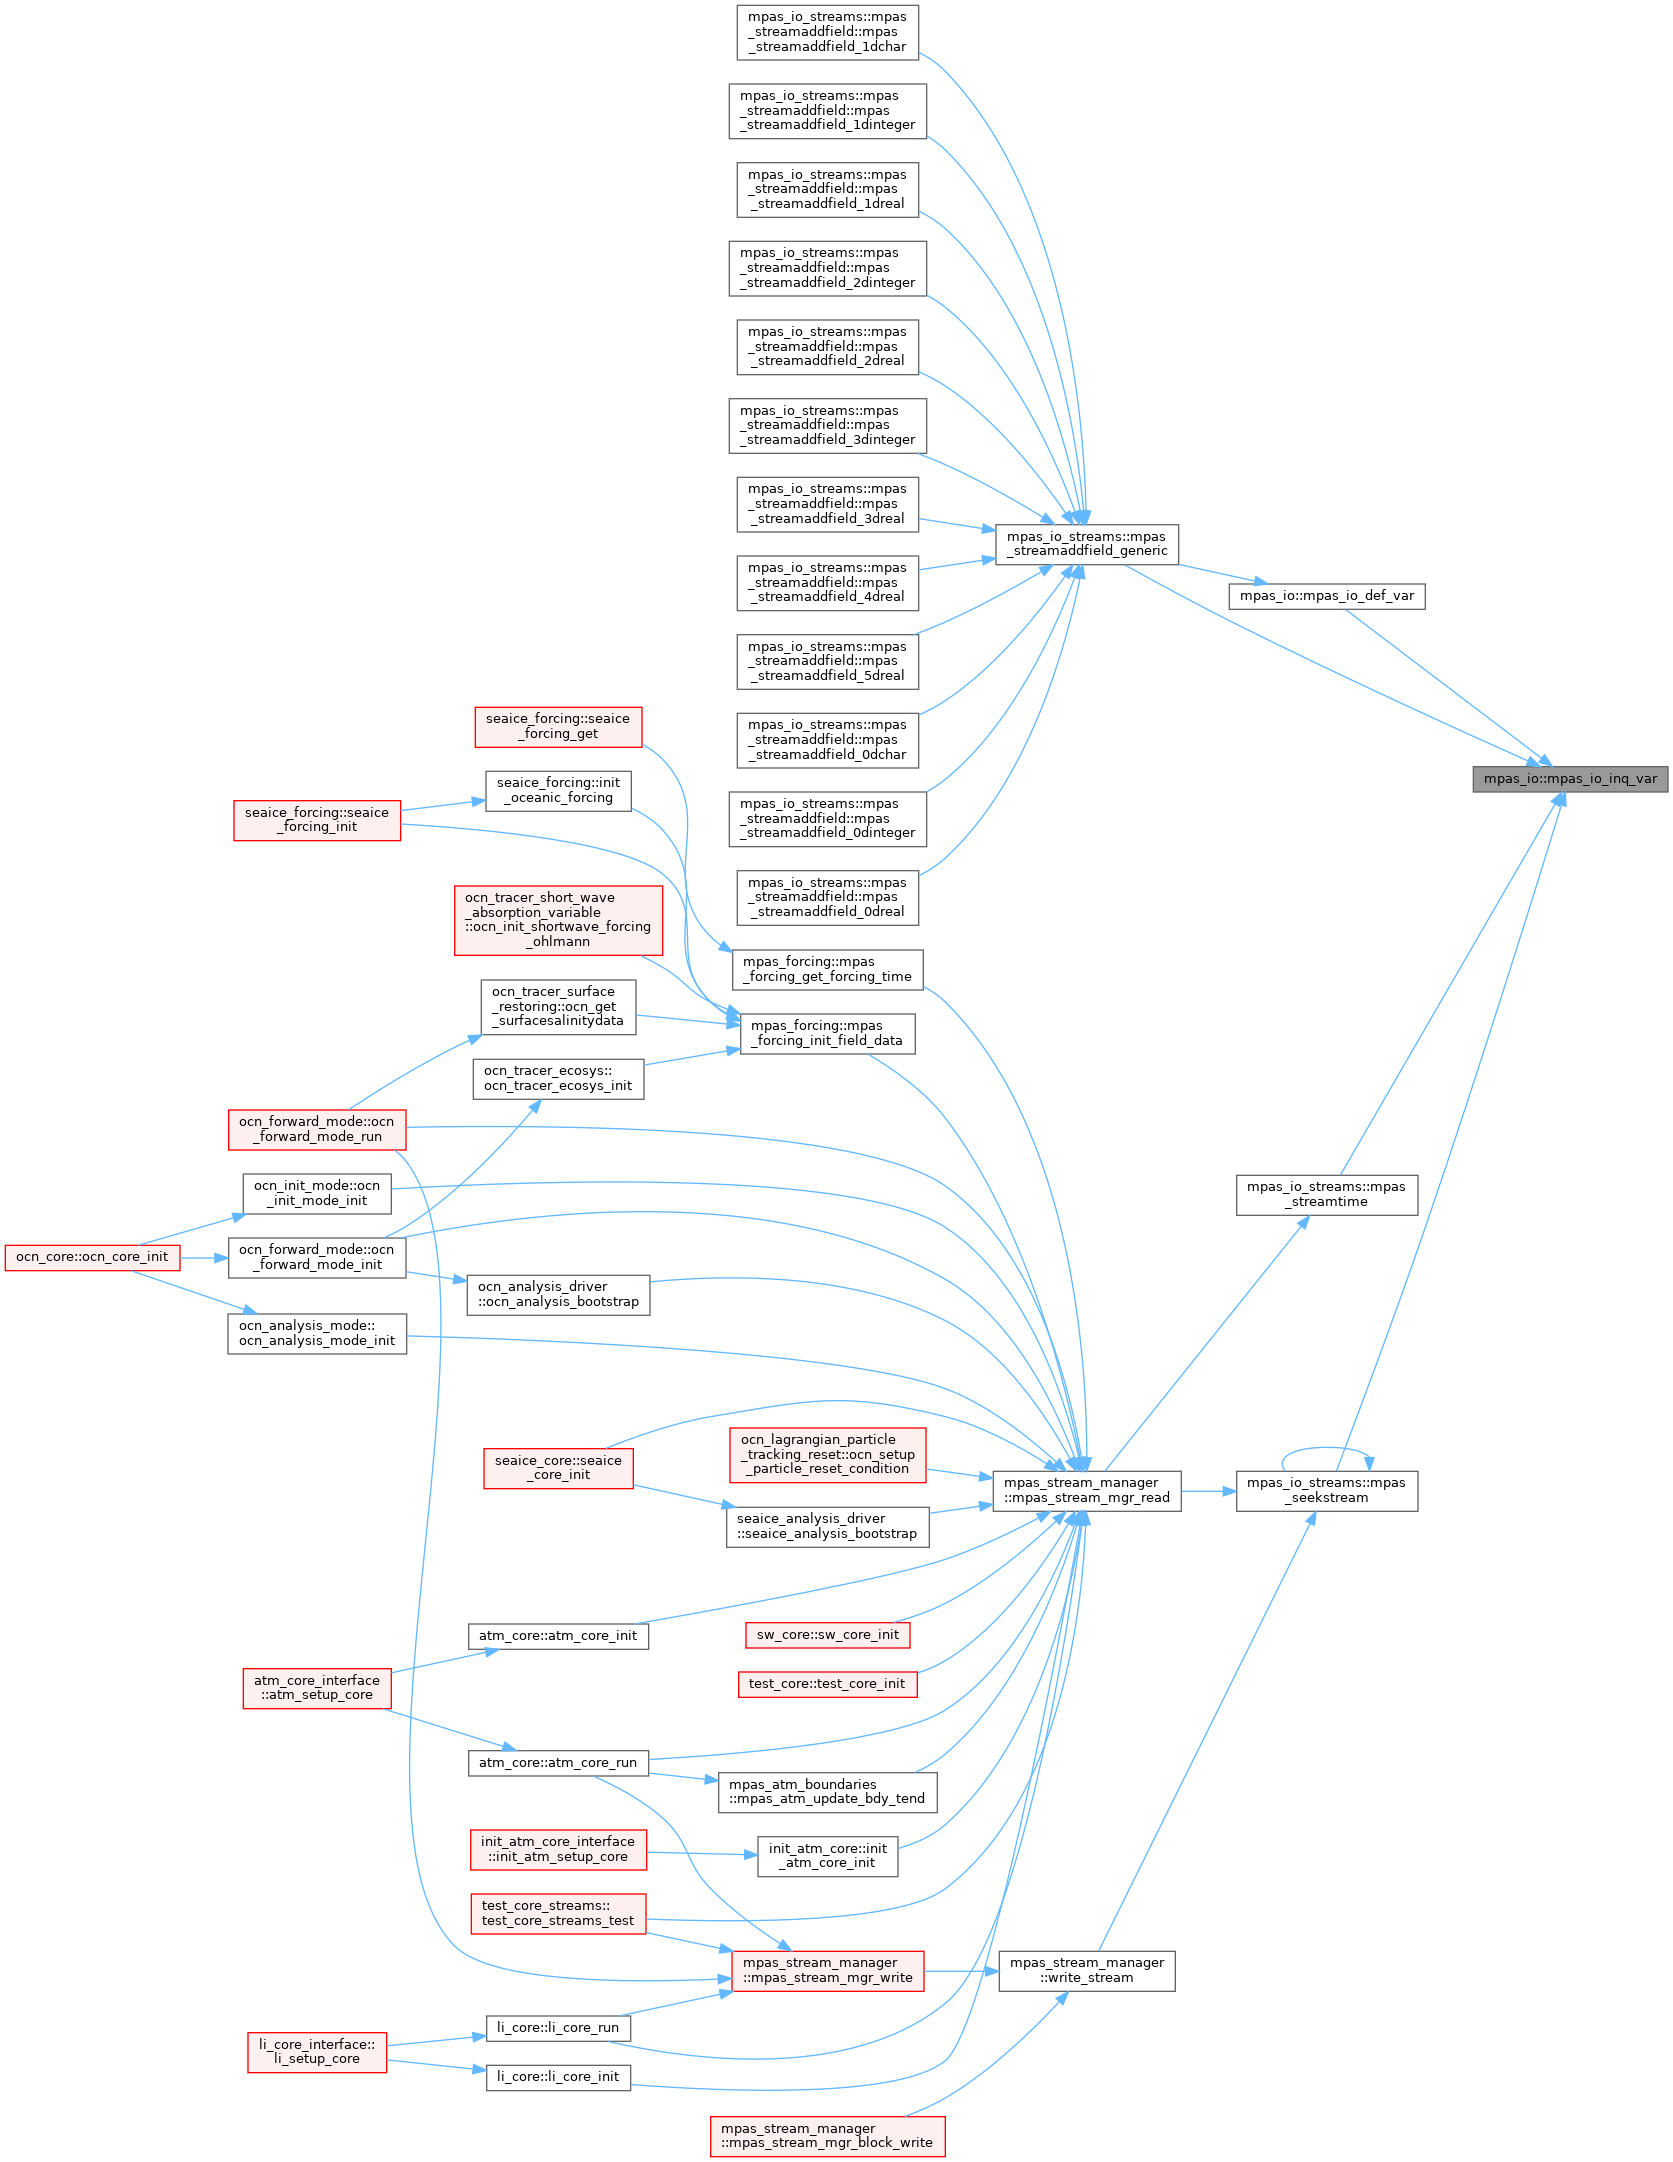 mpas_io_streams::mpas
_streamaddfield::mpas
_streamaddfield_1dchar
mpas_io_streams::mpas
_streamaddfield::mpas
_streamaddfield_1dinteger
mpas_io_streams::mpas
_streamaddfield::mpas
_streamaddfield_1dreal
mpas_io_streams::mpas
_streamaddfield::mpas
_streamaddfield_2dinteger
mpas_io_streams::mpas
_streamaddfield::mpas
_streamaddfield_2dreal
mpas_io_streams::mpas
_streamaddfield::mpas
_streamaddfield_3dinteger
mpas_io_streams::mpas
_streamaddfield::mpas
_streamaddfield_3dreal
mpas_io_streams::mpas
_streamaddfield_generic
mpas_io_streams::mpas
_streamaddfield::mpas
_streamaddfield_4dreal
mpas_io::mpas_io_def_var
mpas_io_streams::mpas
_streamaddfield::mpas
_streamaddfield_5dreal
seaice_forcing::seaice
_forcing_get
mpas_io_streams::mpas
_streamaddfield::mpas
_streamaddfield_0dchar
mpas_io::mpas_io_inq_var
seaice_forcing::init
_oceanic_forcing
seaice_forcing::seaice
_forcing_init
mpas_io_streams::mpas
_streamaddfield::mpas
_streamaddfield_0dinteger
mpas_io_streams::mpas
_streamaddfield::mpas
_streamaddfield_0dreal
ocn_tracer_short_wave
_absorption_variable
::ocn_init_shortwave_forcing
_ohlmann
mpas_forcing::mpas
_forcing_get_forcing_time
ocn_tracer_surface
_restoring::ocn_get
_surfacesalinitydata
mpas_forcing::mpas
_forcing_init_field_data
ocn_tracer_ecosys::
ocn_tracer_ecosys_init
ocn_forward_mode::ocn
_forward_mode_run
ocn_init_mode::ocn
_init_mode_init
mpas_io_streams::mpas
_streamtime
ocn_core::ocn_core_init
ocn_forward_mode::ocn
_forward_mode_init
ocn_analysis_driver
::ocn_analysis_bootstrap
ocn_analysis_mode::
ocn_analysis_mode_init
ocn_lagrangian_particle
_tracking_reset::ocn_setup
_particle_reset_condition
seaice_core::seaice
_core_init
mpas_stream_manager
::mpas_stream_mgr_read
mpas_io_streams::mpas
_seekstream
seaice_analysis_driver
::seaice_analysis_bootstrap
atm_core::atm_core_init
sw_core::sw_core_init
atm_core_interface
::atm_setup_core
test_core::test_core_init
atm_core::atm_core_run
mpas_atm_boundaries
::mpas_atm_update_bdy_tend
init_atm_core_interface
::init_atm_setup_core
init_atm_core::init
_atm_core_init
test_core_streams::
test_core_streams_test
mpas_stream_manager
::mpas_stream_mgr_write
mpas_stream_manager
::write_stream
li_core::li_core_run
li_core_interface::
li_setup_core
li_core::li_core_init
mpas_stream_manager
::mpas_stream_mgr_block_write